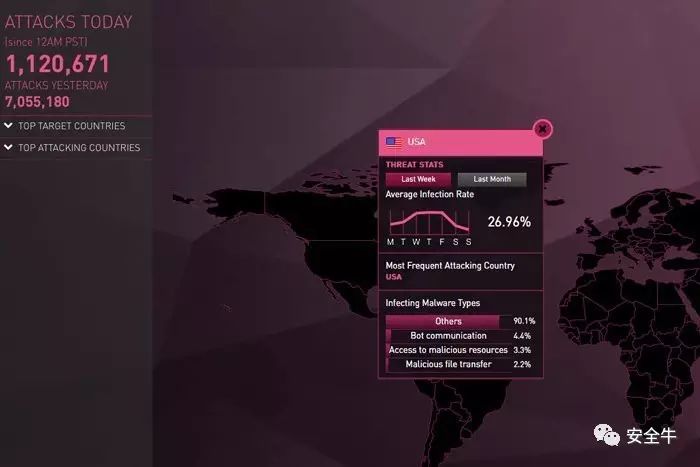 ATTACKS TODAY
(since 12AM PST)
1,120,671
ATTACKS YESTERDAY
7,055,180
TOP TARGET COUNTRIES
TOP ATTACKING COUNTRIES
USA
THREAT STATS
Last Week Last Month
Average Infection Rate
26.96%
M T W T F S S
Most Frequent Attacking Country
USA
Infecting Malware Types
Others 90.1%
Bot communication 4.4%
Access to malicious resources 3.3%
Malicious file transfer 2.2%
安全牛